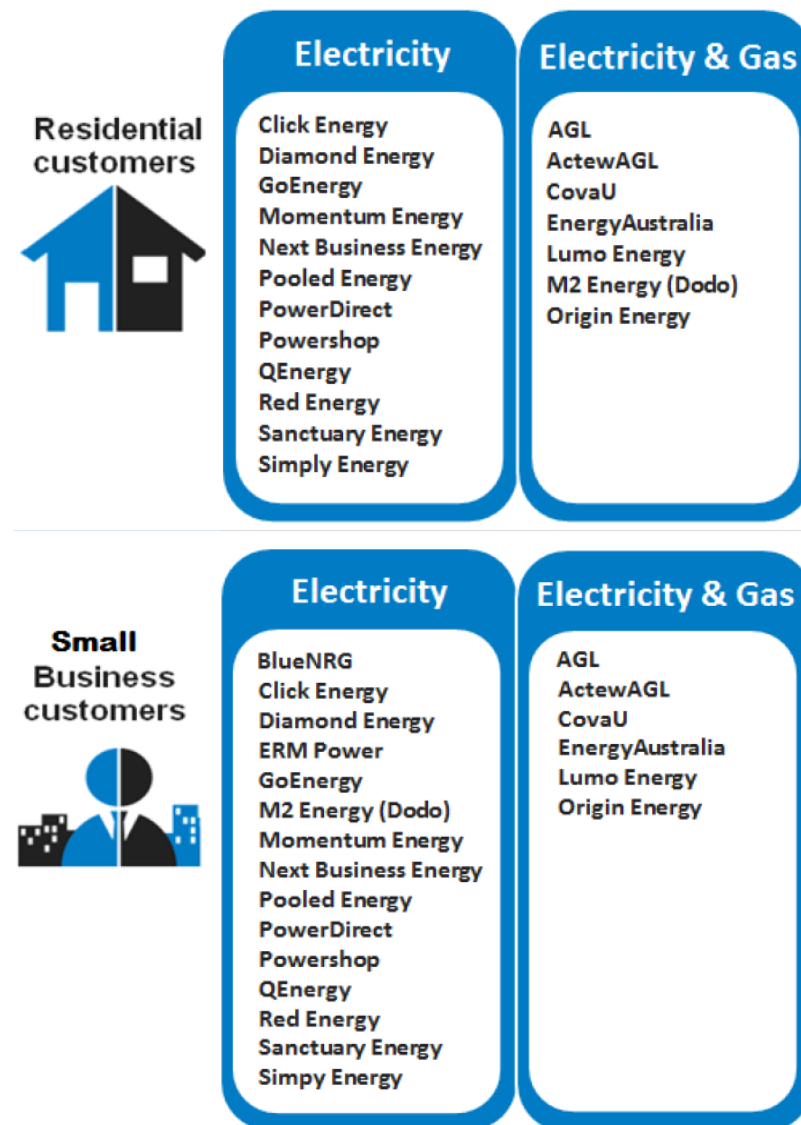 Residential
customers
Electricity
Click Energy
Diamond Energy
GoEnergy
Momentum Energy
Next Business Energy
Pooled Energy
PowerDirect
Powershop
QEnergy
Red Energy
Sanctuary Energy
Simply Energy
Electricity & Gas
AGL
ActewAGL
CovaU
EnergyAustralia
Lumo Energy
M2 Energy (Dodo)
Origin Energy
Small
Business
customers
Electricity
BlueNRG
Click Energy
Diamond Energy
ERM Power
GoEnergy
M2 Energy (Dodo)
Momentum Energy
Next Business Energy
Pooled Energy
PowerDirect
Powershop
QEnergy
Red Energy
Sanctuary Energy
Simpy Energy
Electricity & Gas
AGL
ActewAGL
CovaU
EnergyAustralia
Lumo Energy
Origin Energy